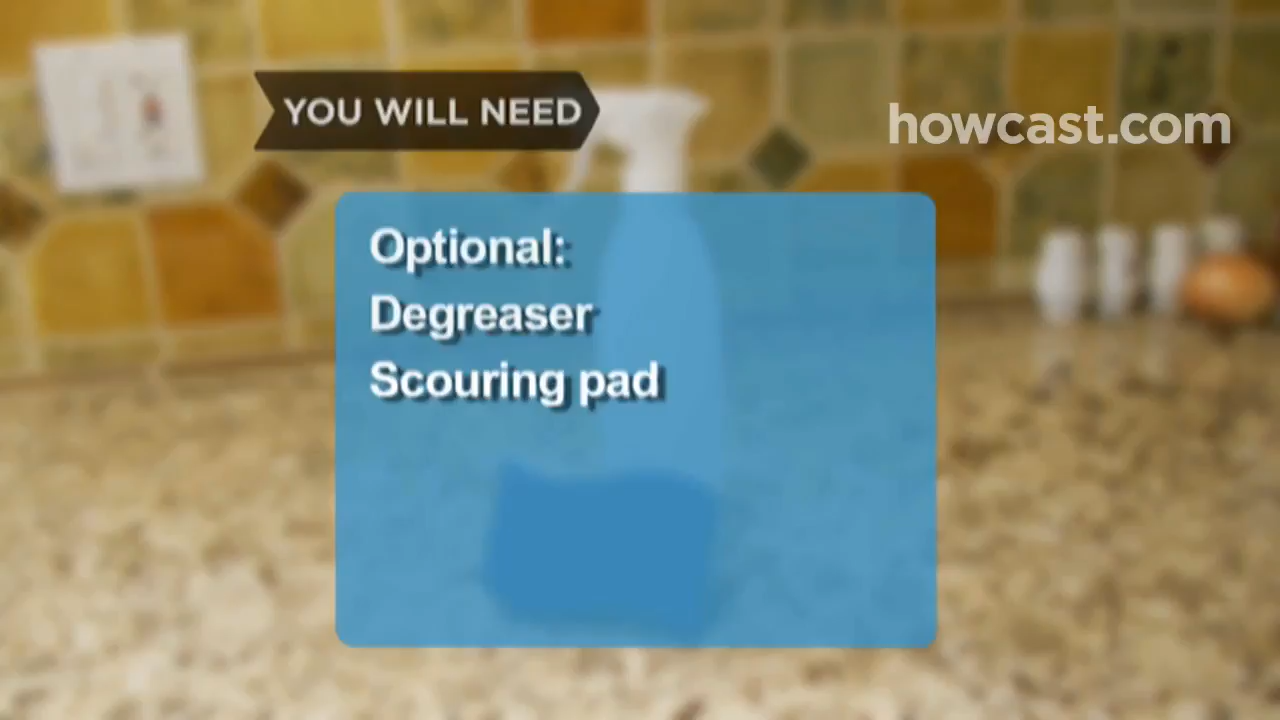 YOU WILL NEED
howcast.com
Optional:
Degreaser
Scouring pad